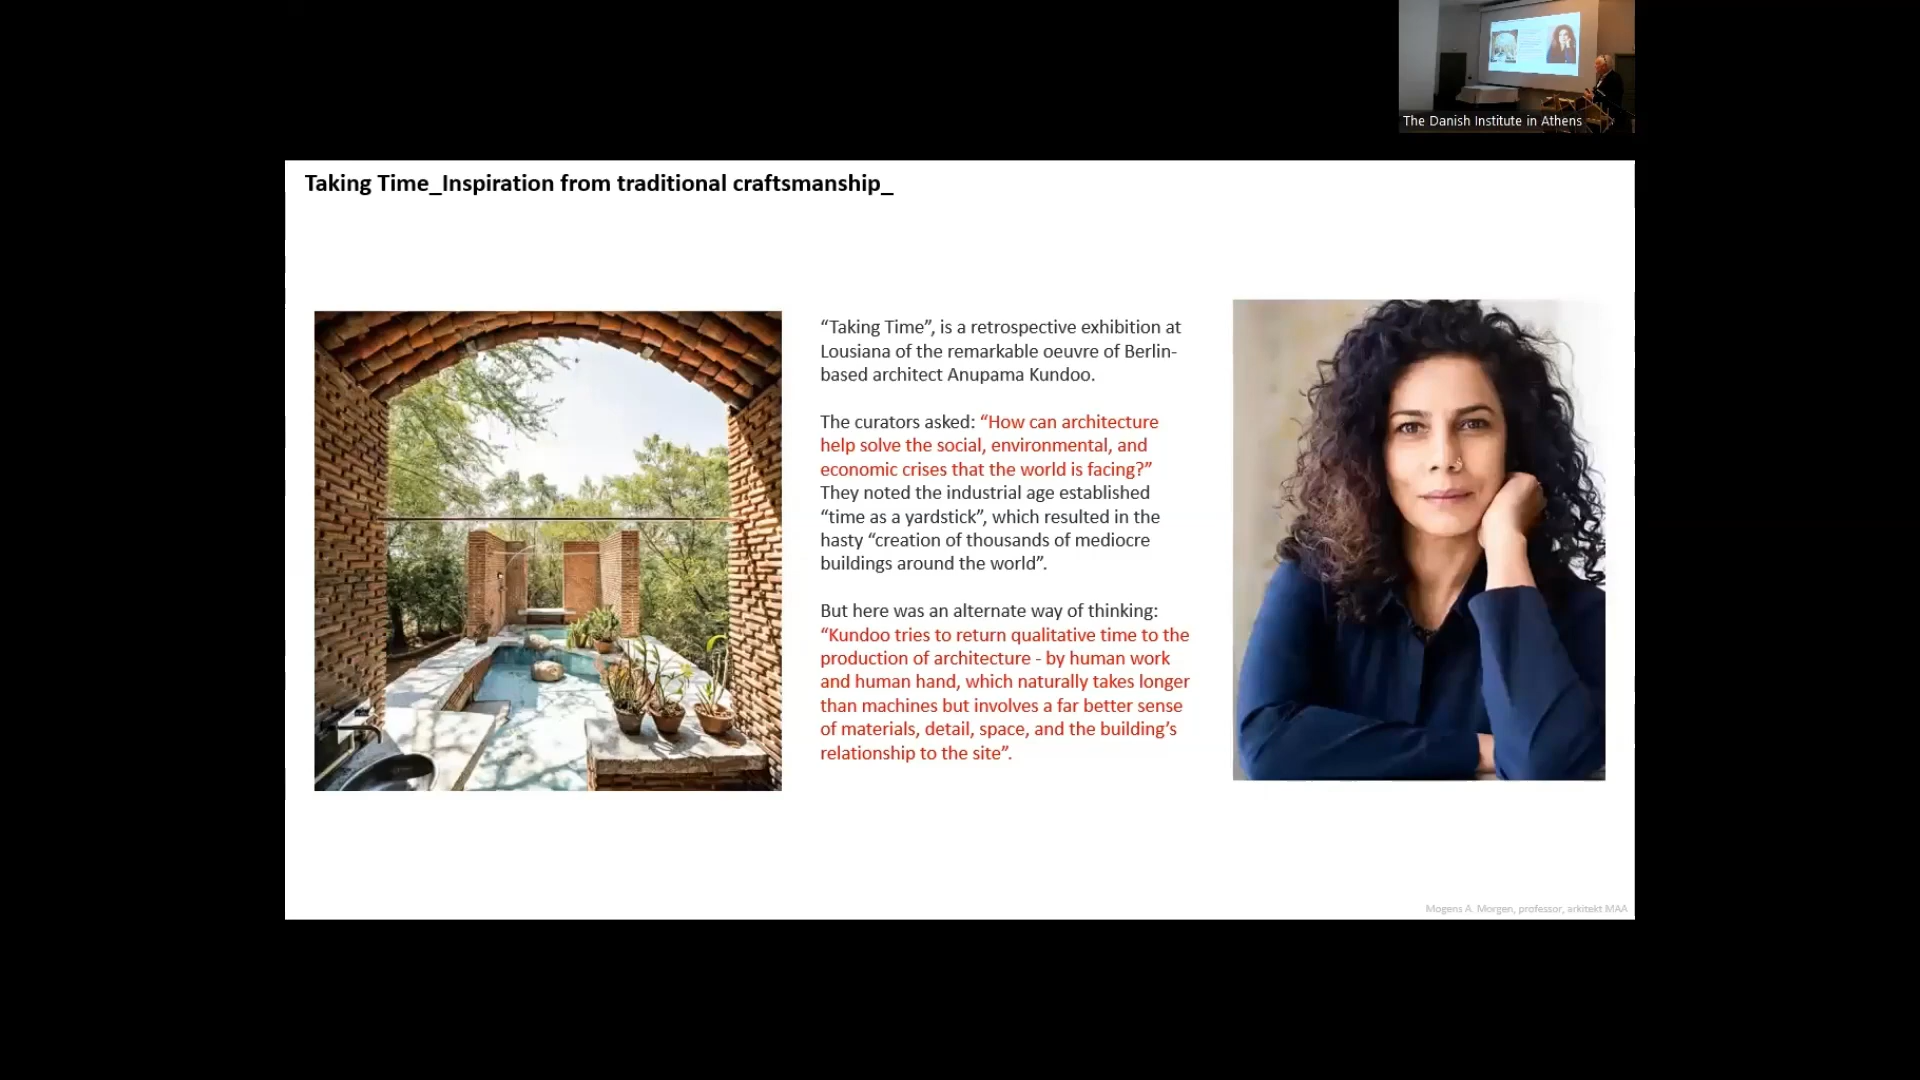 The Danish Institute in Athens
Taking Time_Inspiration from traditional craftsmanship_
“Taking Time”, is a retrospective exhibition at
Lousiana of the remarkable oeuvre of Berlin-
based architect Anupama Kundoo.
The curators asked: “How can architecture
help solve the social, environmental, and
economic crises that the world is facing?”
They noted the industrial age established
“time as a yardstick”, which resulted in the
hasty “creation of thousands of mediocre
buildings around the world”.
But here was an alternate way of thinking:
“Kundoo tries to return qualitative time to the
production of architecture - by human work
and human hand, which naturally takes longer
than machines but involves a far better sense
of materials, detail, space, and the building’s
relationship to the site”.
Mogens A. Morgen, professor, arkitekt MAA